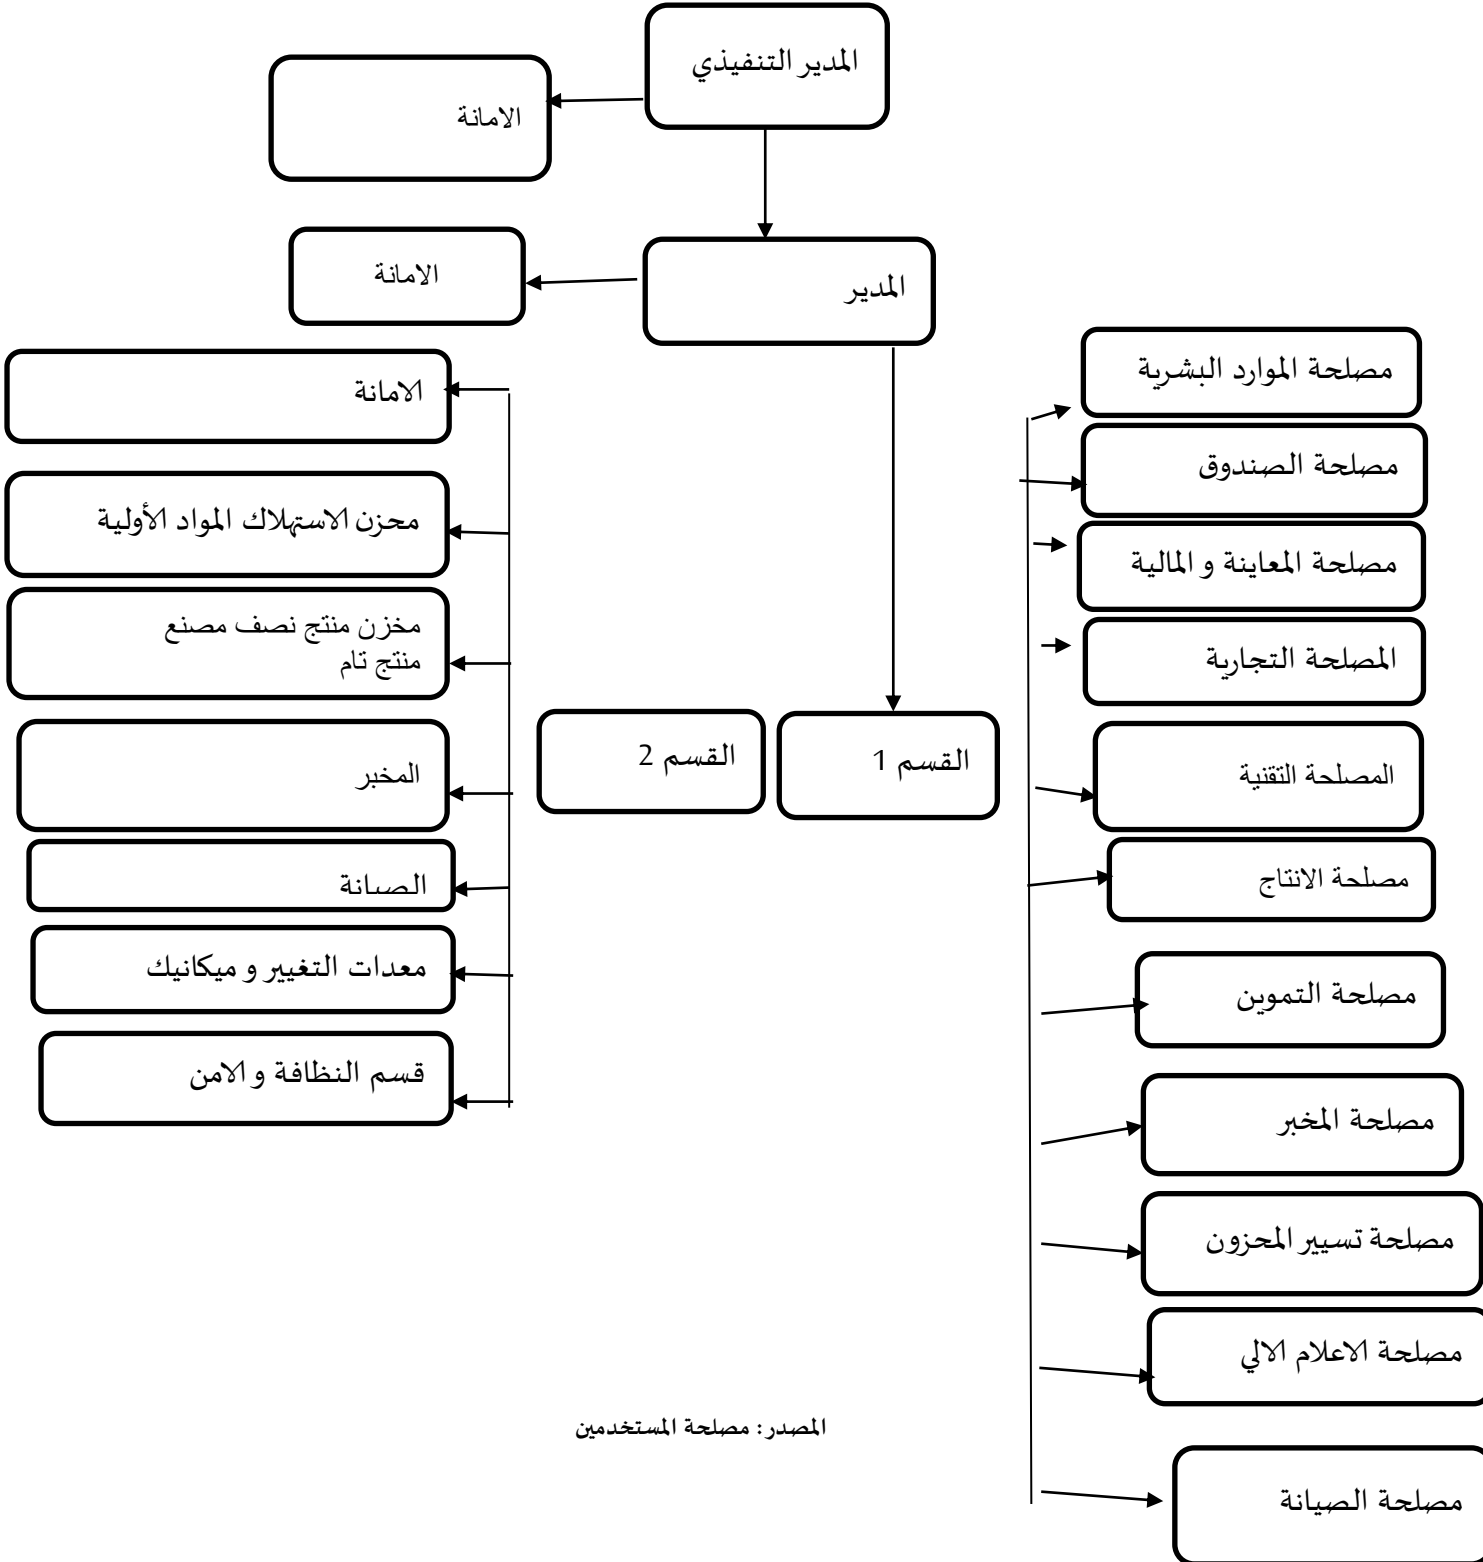 المدير التنفيذي
الامانة
المدير
الامانة
مصلحة الموارد البشرية
مصلحة الصندوق
مصلحة المعاينة و المالية
المصلحة التجارية
المصلحة التقنية
مصلحة الانتاج
مصلحة التموين
مصلحة المخبر
مصلحة تسيير المحزون
مصلحة الاعلام الالي
مصلحة الصيانة
القسم 1
القسم 2
الامانة
محزن الاستهلاك المواد الأولية
مخزن منتج نصف مصنع
منتج تام
المخبر
الصيانة
معدات التغيير و ميكانيك
قسم النظافة و الامن
المصدر: مصلحة المستخدمين